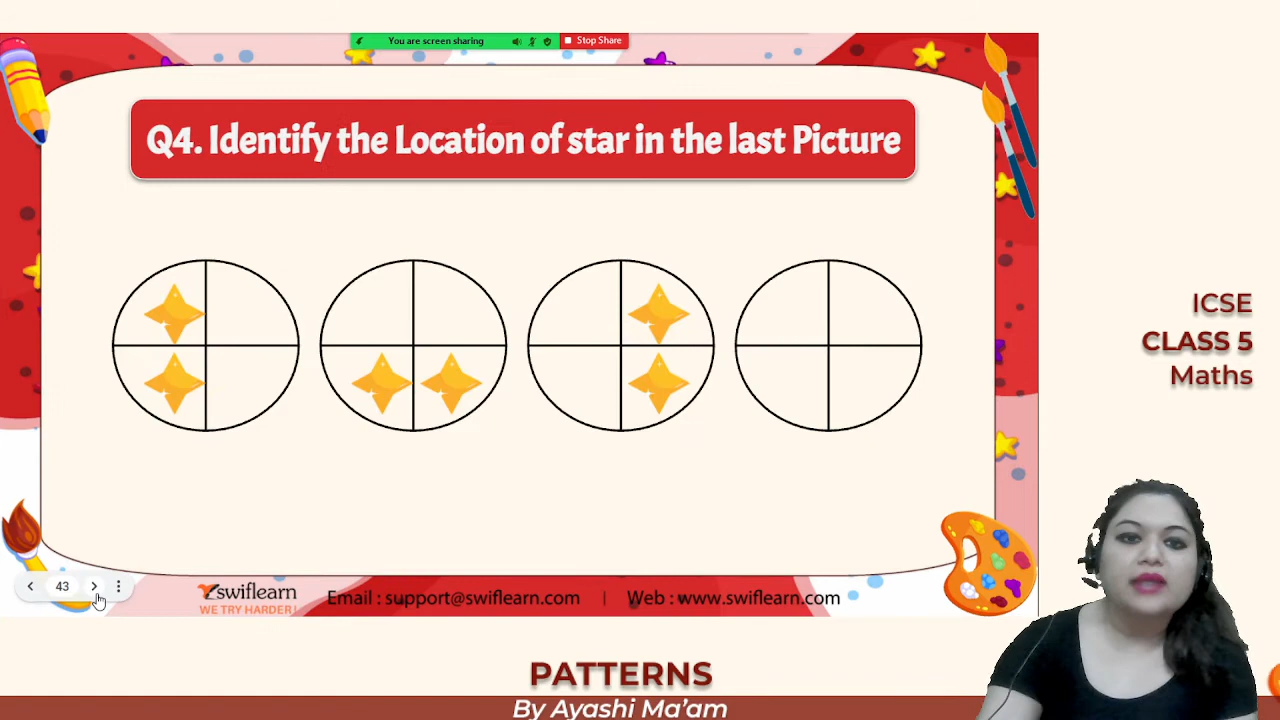 You are screen sharing
Stop Share
Q4. Identify the Location of star in the last Picture
ICSE
CLASS 5
Maths
43
swiflearn
WE TRY HARDER!
Email : support@swiflearn.com | Web : www.swiflearn.com
PATTERNS
By Ayashi Ma'am